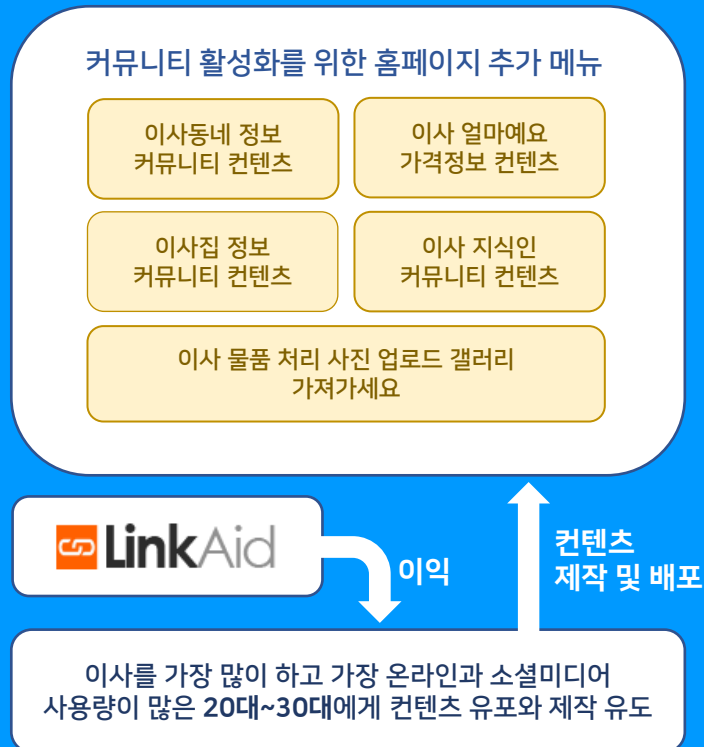 커뮤니티 활성화를 위한 홈페이지 추가 메뉴
이사동네 정보
커뮤니티 컨텐츠
이사 얼마예요
가격정보 컨텐츠
이사집 정보
커뮤니티 컨텐츠
이사 지식인
커뮤니티 컨텐츠
이사 물품 처리 사진 업로드 갤러리
가져가세요
LinkAid
이익
컨텐츠
제작 및 배포
이사를 가장 많이 하고 가장 온라인과 소셜미디어
사용량이 많은 20대~30대에게 컨텐츠 유포와 제작 유도